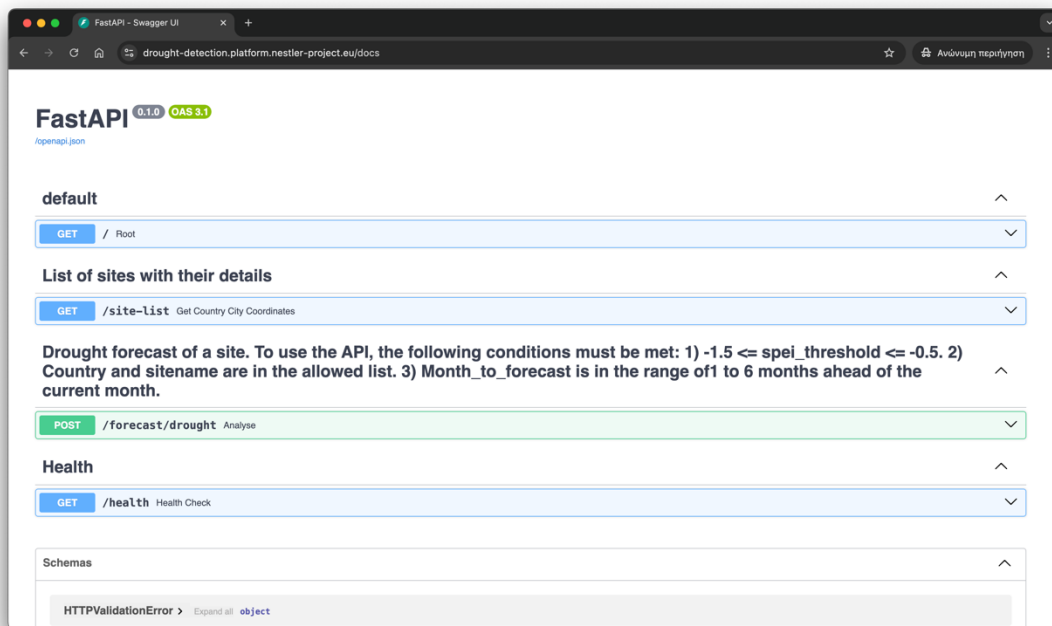 FastAPI - Swagger UI
drought-detection.platform.nestler-project.eu/docs
Ανώνυμη περιήγηση
FastAPI 0.1.0 OAS 3.1
/openapi.json
default
GET / Root
List of sites with their details
GET /site-list Get Country City Coordinates
Drought forecast of a site. To use the API, the following conditions must be met: 1) -1.5 <= spei_threshold <= -0.5. 2)
Country and sitename are in the allowed list. 3) Month_to_forecast is in the range of1 to 6 months ahead of the
current month.
POST /forecast/drought Analyse
Health
GET /health Health Check
Schemas
HTTPValidationError > Expand all object